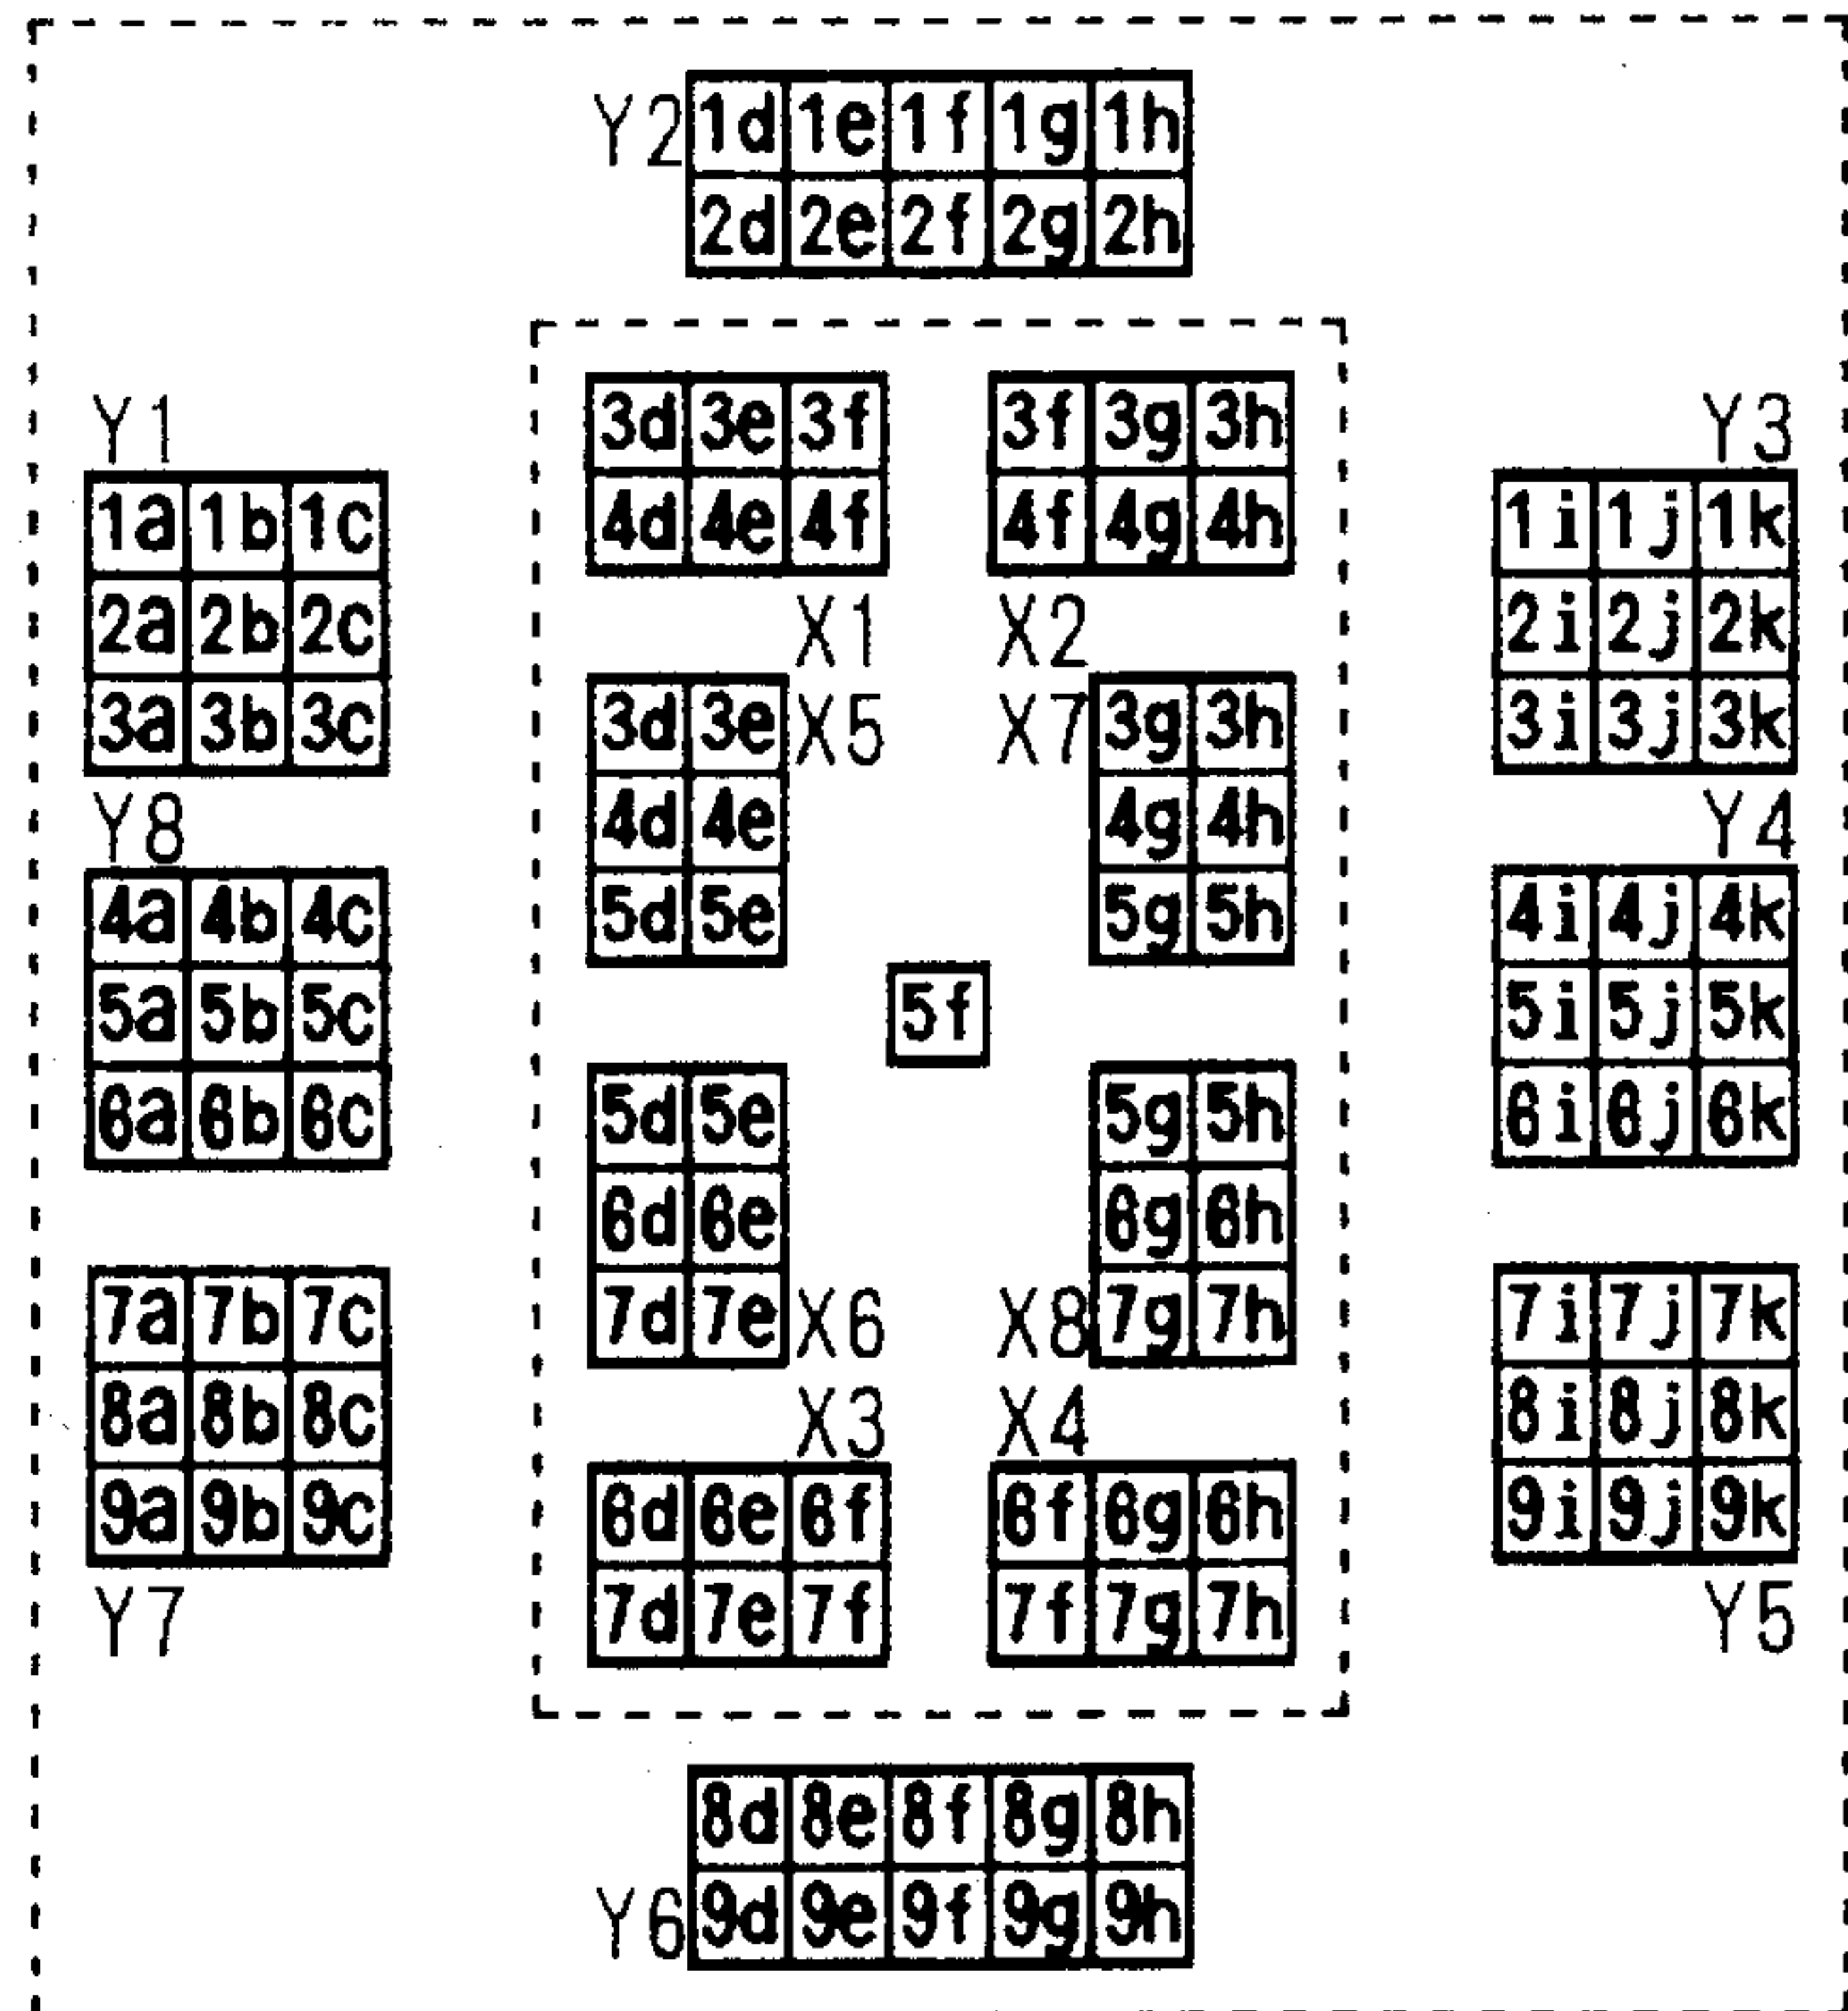 Y2 1d 1e 1f 1g 1h
2d 2e 2f 2g 2h
Y1
1a 1b 1c
2a 2b 2c
3a 3b 3c
Y8
4a 4b 4c
5a 5b 5c
6a 6b 6c
7a 7b 7c
8a 8b 8c
9a 9b 9c
Y7
3d 3e 3f
4d 4e 4f
X1
3f 3g 3h
4f 4g 4h
X2
3d 3e X5
4d 4e
5d 5e
X7 3g 3h
4g 4h
5g 5h
5f
5d 5e
6d 6e
7d 7e X6
5g 5h
6g 6h
X8 7g 7h
X3
6d 6e 6f
7d 7e 7f
X4
6f 6g 6h
7f 7g 7h
Y3
1i 1j 1k
2i 2j 2k
3i 3j 3k
Y4
4i 4j 4k
5i 5j 5k
6i 6j 6k
7i 7j 7k
8i 8j 8k
9i 9j 9k
Y5
8d 8e 8f 8g 8h
Y6 9d 9e 9f 9g 9h